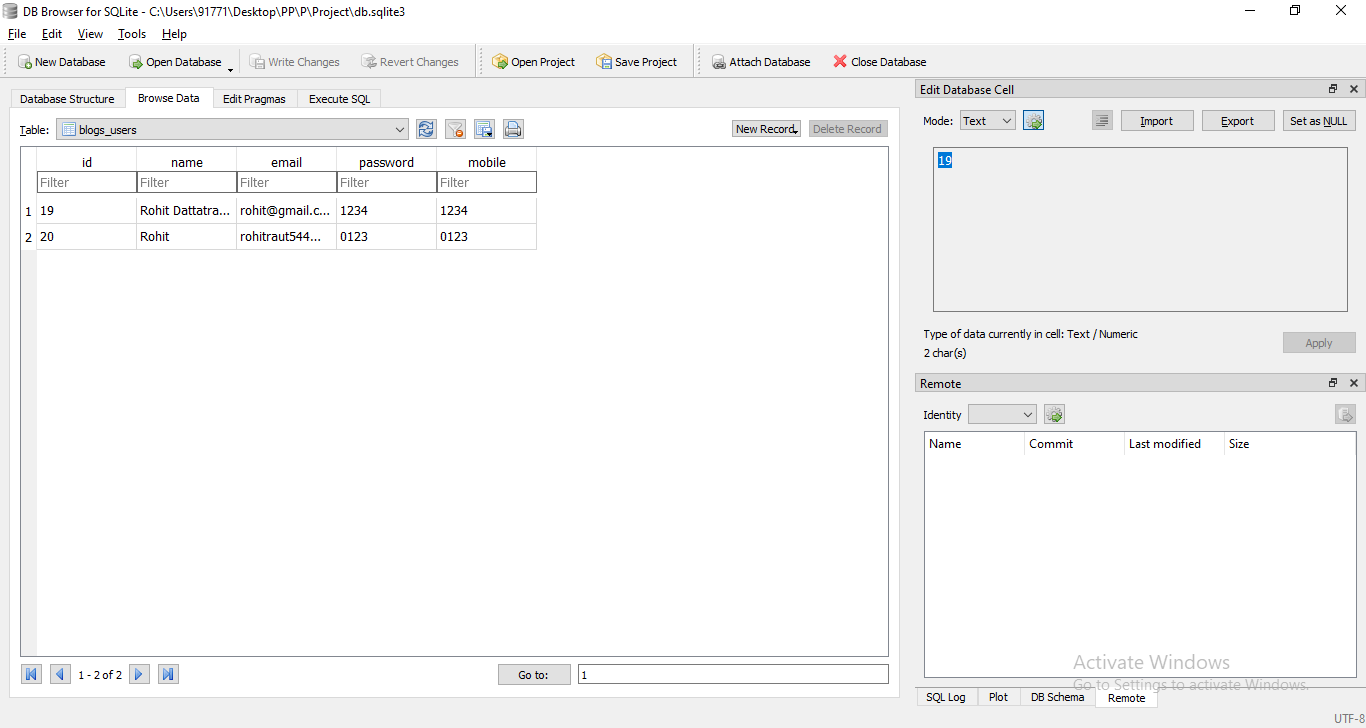 DB Browser for SQLite - C:\Users\91771\Desktop\PP\P\Project\db.sqlite3
File Edit View Tools Help
New Database Open Database Write Changes Revert Changes Open Project Save Project Attach Database Close Database
Database Structure Browse Data Edit Pragmas Execute SQL
Table: blogs_users New Record Delete Record
id name email password mobile
Filter Filter Filter Filter Filter
1 19 Rohit Dattatra... rohit@gmail.c... 1234 1234
2 20 Rohit rohitraut544... 0123 0123
1 - 2 of 2 Go to: 1
Edit Database Cell
Mode: Text Import Export Set as NULL
19
Type of data currently in cell: Text / Numeric
2 char(s)
Apply
Remote
Identity
Name Commit Last modified Size
Activate Windows
Go to Settings to activate Windows.
SQL Log Plot DB Schema Remote
UTF-8